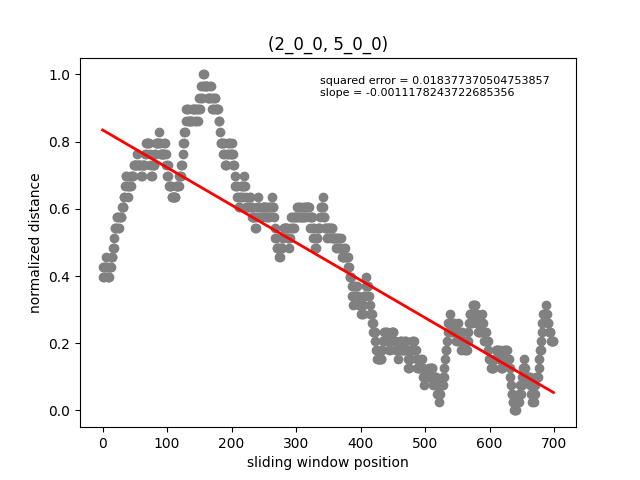 (2_0_0, 5_0_0)
squared error = 0.018377370504753857
slope = -0.0011178243722685356
1.0
0.8
0.6
0.4
0.2
0.0
normalized distance
0 100 200 300 400 500 600 700
sliding window position